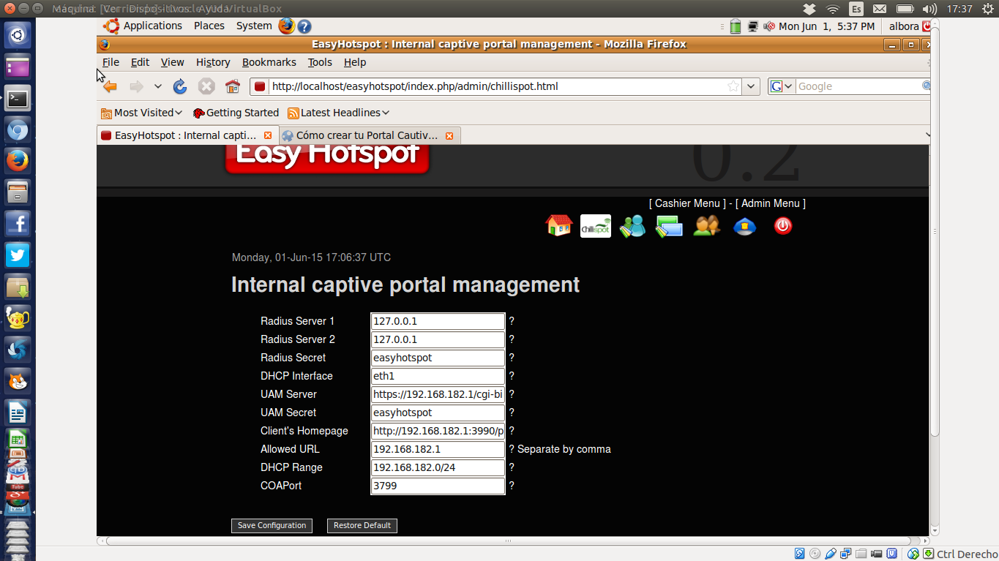 Máquina Ver Dispositivos Ayuda VirtualBox
Es 17:37
Applications Places System Mon Jun 1, 5:37 PM albora
EasyHotspot : Internal captive portal management - Mozilla Firefox
File Edit View History Bookmarks Tools Help
http://localhost/easyhotspot/index.php/admin/chillispot.html Google
Most Visited Getting Started Latest Headlines
EasyHotspot : Internal capti... Cómo crear tu Portal Cautiv...
Easy Hotspot 0.2
[ Cashier Menu ] - [ Admin Menu ]
Chillispot
Monday, 01-Jun-15 17:06:37 UTC
Internal captive portal management
Radius Server 1 127.0.0.1 ?
Radius Server 2 127.0.0.1 ?
Radius Secret easyhotspot ?
DHCP Interface eth1 ?
UAM Server https://192.168.182.1/cgi-bi ?
UAM Secret easyhotspot ?
Client's Homepage http://192.168.182.1:3990/p ?
Allowed URL 192.168.182.1 ? Separate by comma
DHCP Range 192.168.182.0/24 ?
COAPort 3799 ?
Save Configuration Restore Default
Tube
Ctrl Derecho